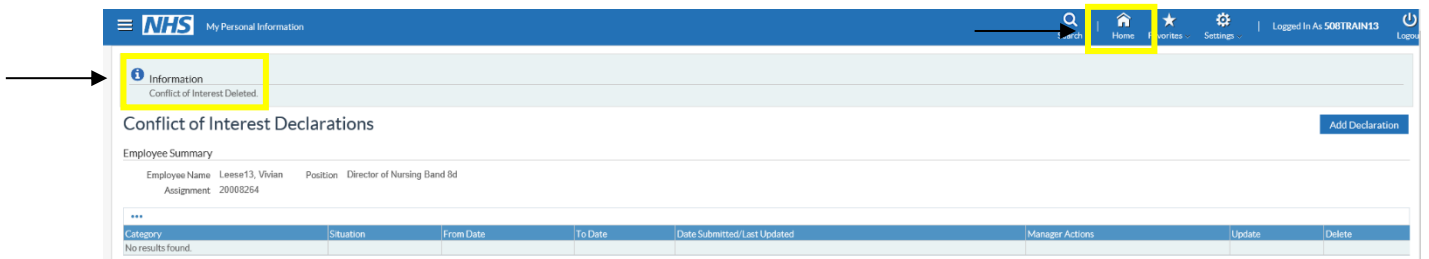 NHS My Personal Information Search Home Favorites Settings Logged In As 508TRAIN13 Logou
Information
Conflict of Interest Deleted.
Conflict of Interest Declarations Add Declaration
Employee Summary
Employee Name Leese13, Vivian Position Director of Nursing Band 8d
Assignment 20008264
Category Situation From Date To Date Date Submitted/Last Updated Manager Actions Update Delete
No results found.